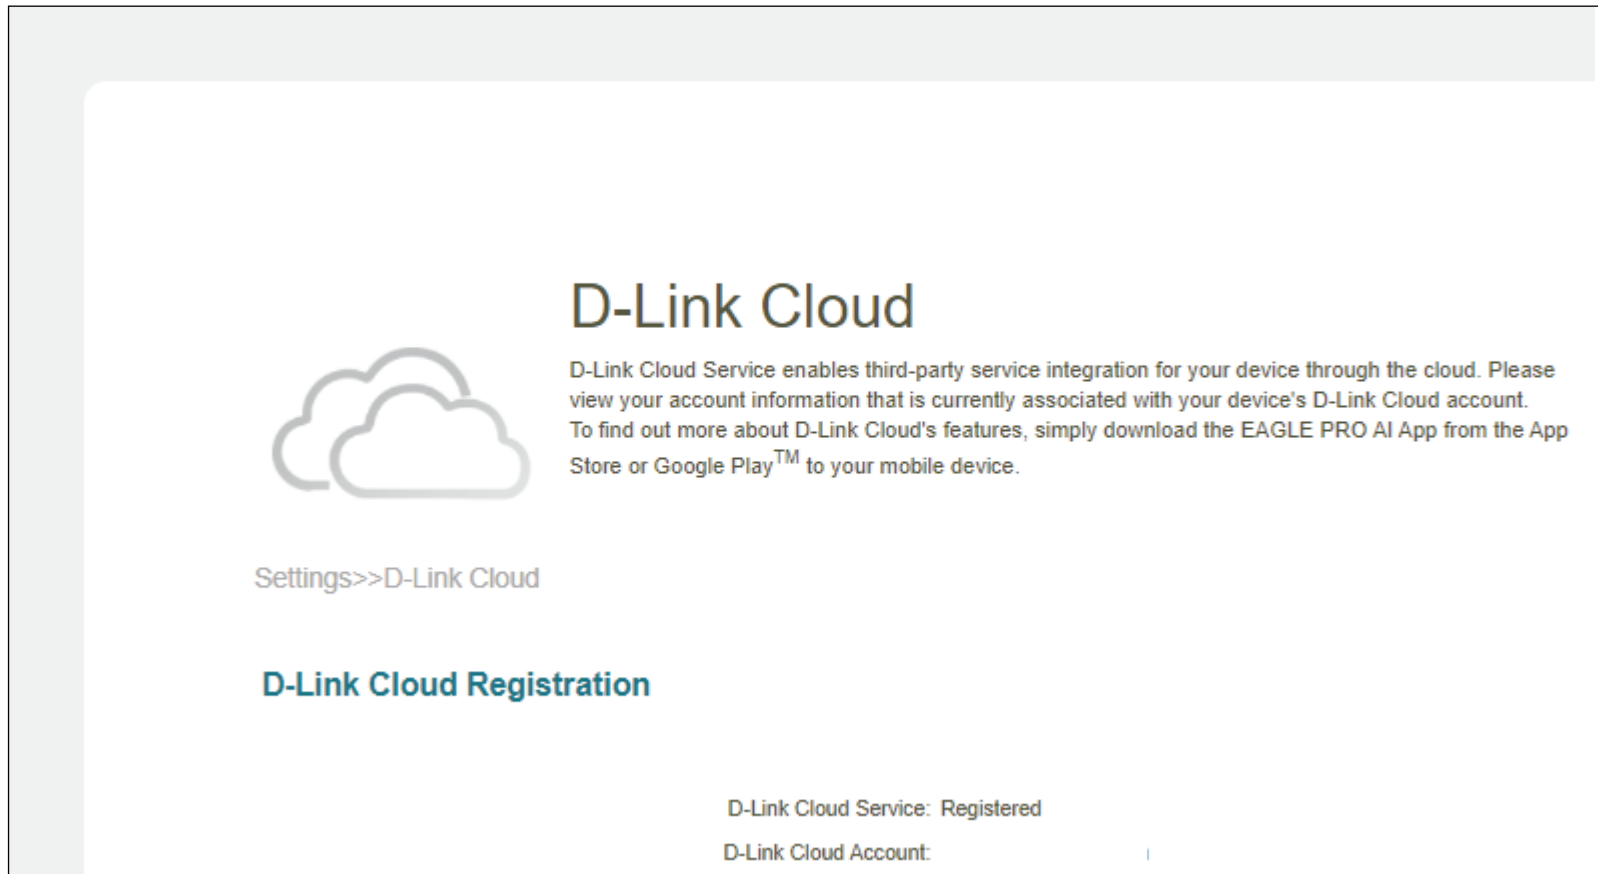 D-Link Cloud
D-Link Cloud Service enables third-party service integration for your device through the cloud. Please
view your account information that is currently associated with your device's D-Link Cloud account.
To find out more about D-Link Cloud's features, simply download the EAGLE PRO AI App from the App
Store or Google Play™ to your mobile device.
Settings>>D-Link Cloud
D-Link Cloud Registration
D-Link Cloud Service: Registered
D-Link Cloud Account: